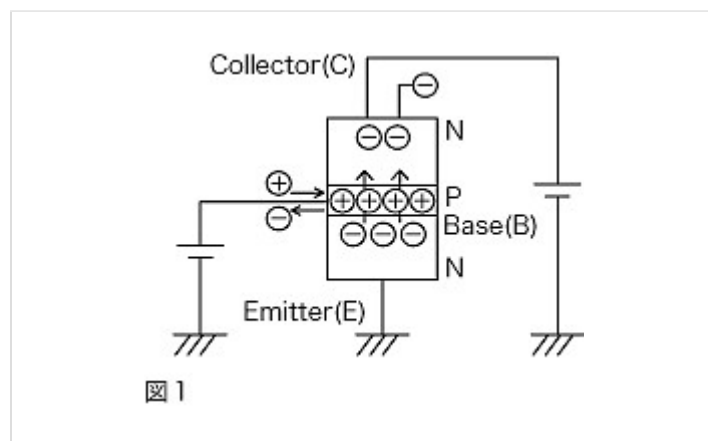 Collector(C)
N
P
Base(B)
N
Emitter(E)
図1